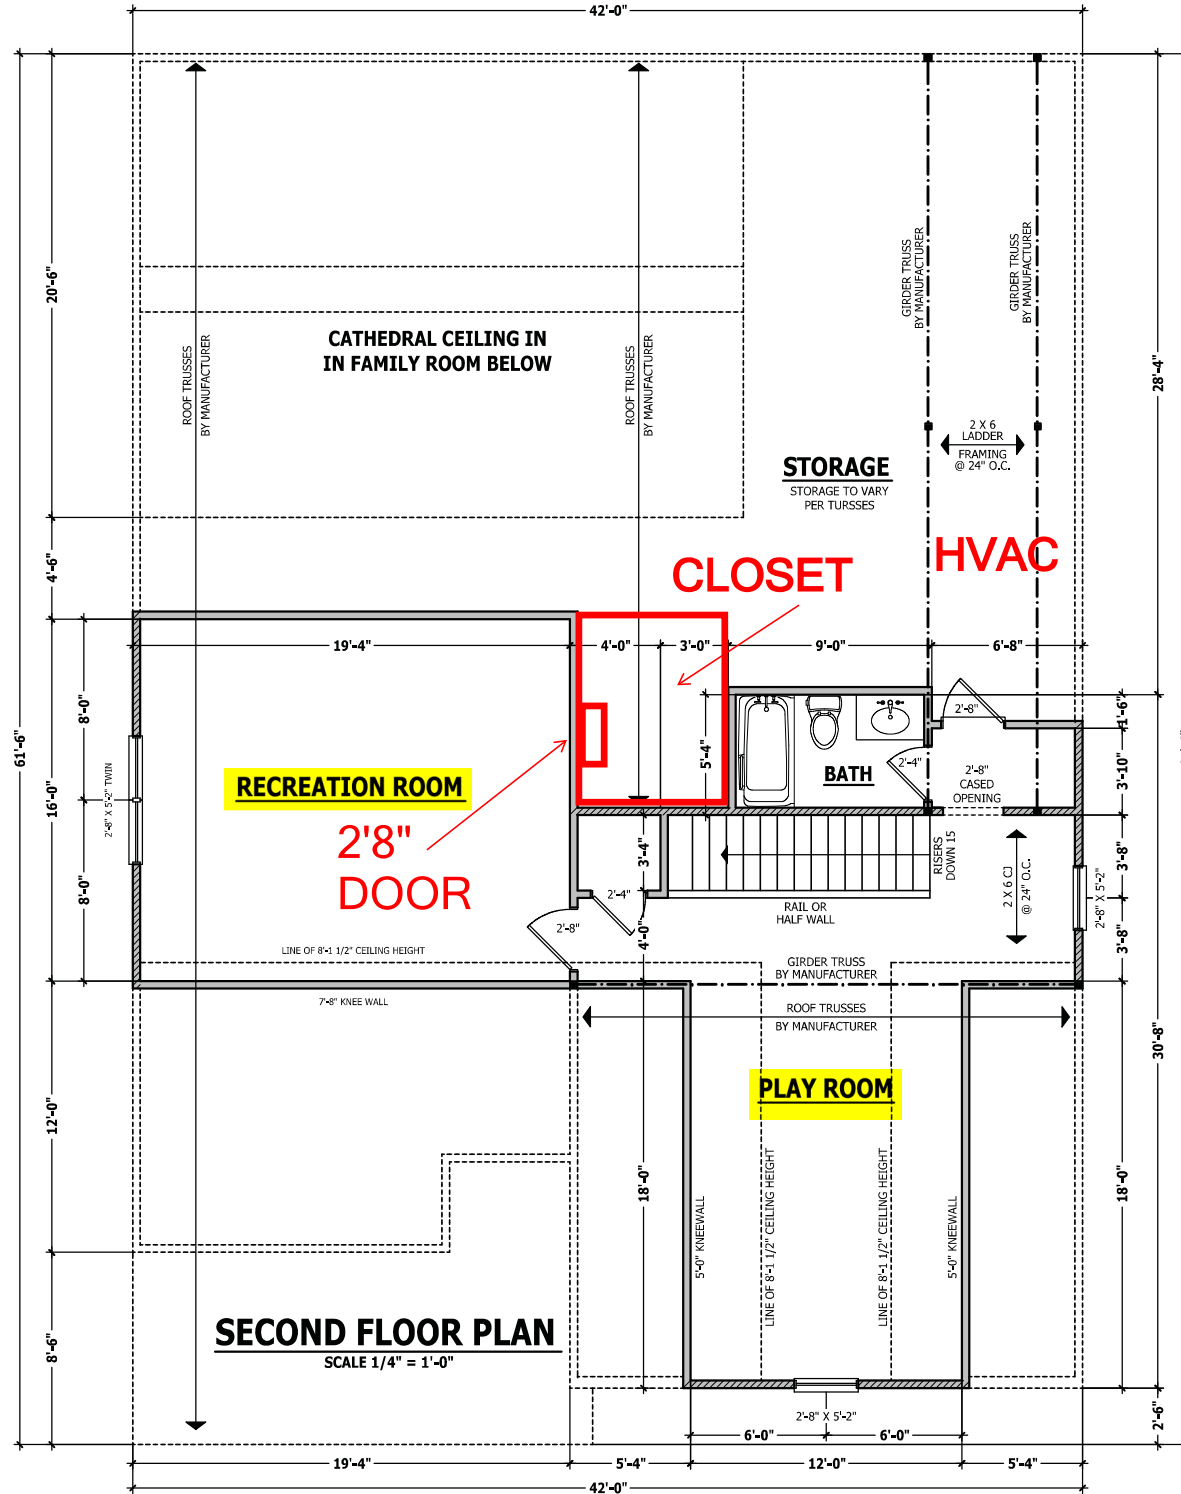 42'-0"
61'-6"
20'-6"
4'-6"
16'-0"
8'-0"
8'-0"
12'-0"
8'-6"
28'-4"
30'-8"
2'-6"
1'-6"
3'-10"
3'-8"
3'-8"
18'-0"
ROOF TRUSSES
BY MANUFACTURER
ROOF TRUSSES
BY MANUFACTURER
GIRDER TRUSS
BY MANUFACTURER
GIRDER TRUSS
BY MANUFACTURER
CATHEDRAL CEILING IN
IN FAMILY ROOM BELOW
2 X 6
LADDER
FRAMING
@ 24" O.C.
STORAGE
STORAGE TO VARY
PER TURSSES
HVAC
CLOSET
19'-4"
4'-0"
3'-0"
9'-0"
6'-8"
2'-8"
5'-4"
2'-4"
BATH
2'-8"
CASED
OPENING
2'-8" X 5'-2" TWIN
RECREATION ROOM
2'8"
DOOR
3'-4"
4'-0"
2'-4"
2'-8"
RISERS
DOWN 15
RAIL OR
HALF WALL
2 X 6 CJ
@ 24" O.C.
2'-8" X 5'-2"
LINE OF 8'-1 1/2" CEILING HEIGHT
7'-8" KNEE WALL
GIRDER TRUSS
BY MANUFACTURER
ROOF TRUSSES
BY MANUFACTURER
PLAY ROOM
18'-0"
5'-0" KNEEWALL
LINE OF 8'-1 1/2" CEILING HEIGHT
LINE OF 8'-1 1/2" CEILING HEIGHT
5'-0" KNEEWALL
SECOND FLOOR PLAN
SCALE 1/4" = 1'-0"
2'-8" X 5'-2"
6'-0"
6'-0"
19'-4"
5'-4"
12'-0"
5'-4"
42'-0"